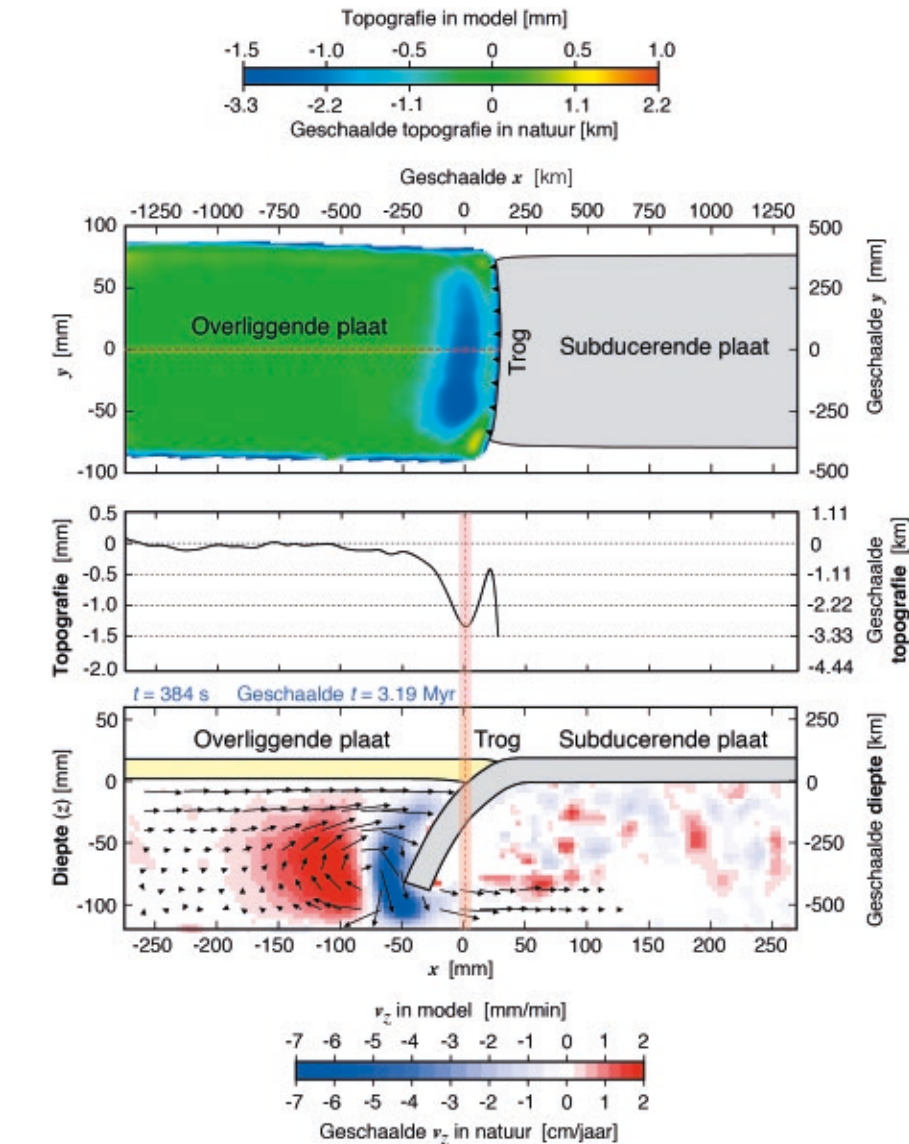 Topografie in model [mm]
-1.5 -1.0 -0.5 0 0.5 1.0
-3.3 -2.2 -1.1 0 1.1 2.2
Geschaalde topografie in natuur [km]
Geschaalde x [km]
-1250 -1000 -750 -500 -250 0 250 500 750 1000 1250
100 50 0 -50 -100
y [mm]
Overliggende plaat
Trog
Subducerende plaat
500 250 0 -250 -500
Geschaalde y [mm]
0.5 0 -0.5 -1.0 -1.5 -2.0
Topografie [mm]
1.11 0 -1.11 -2.22 -3.33 -4.44
Geschaalde
topografie [km]
t = 384 s Geschaalde t = 3.19 Myr
50 0 -50 -100
Diepte (z) [mm]
Overliggende plaat Trog Subducerende plaat
250 0 -250 -500
Geschaalde diepte [km]
-250 -200 -150 -100 -50 0 50 100 150 200 250
x [mm]
vz in model [mm/min]
-7 -6 -5 -4 -3 -2 -1 0 1 2
-7 -6 -5 -4 -3 -2 -1 0 1 2
Geschaalde vz in natuur [cm/jaar]